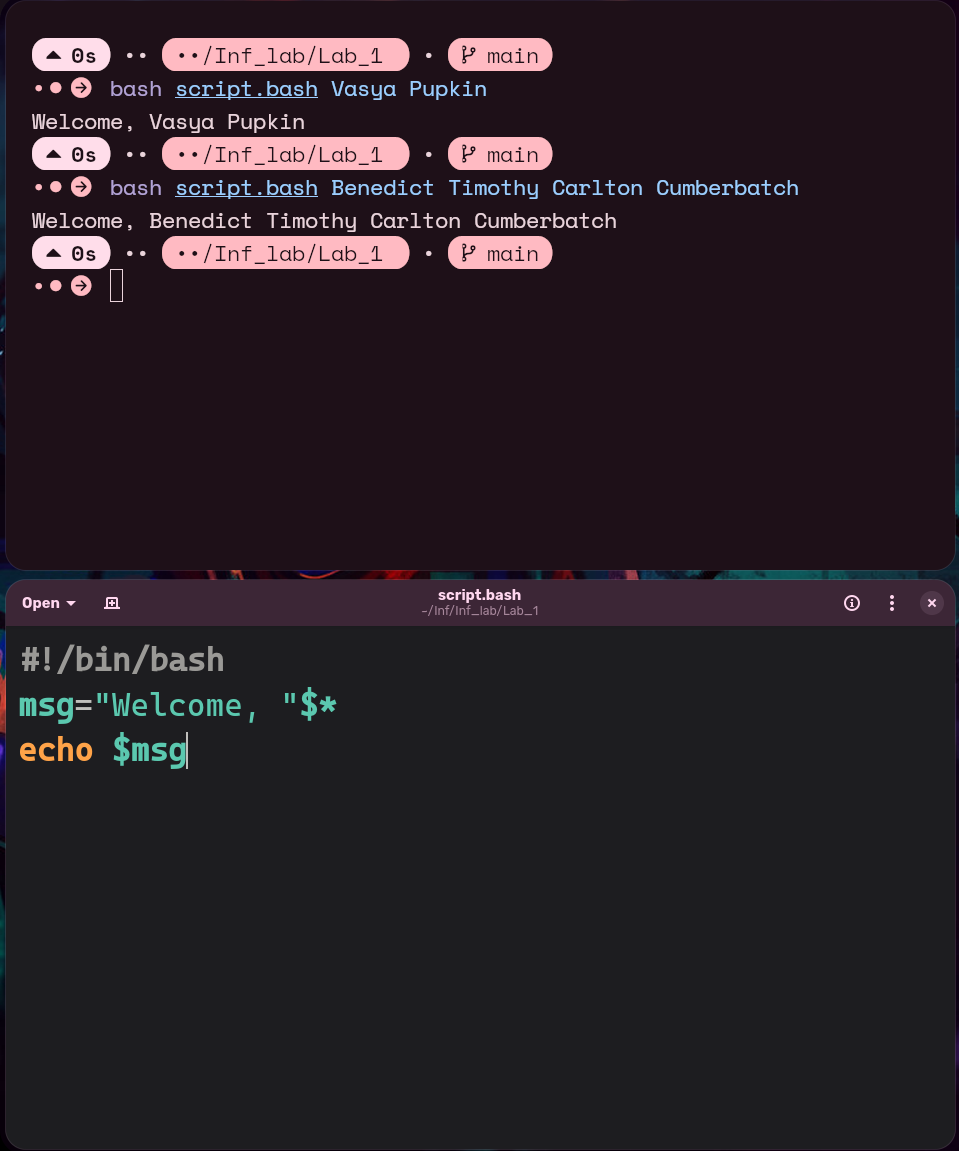 0s •• ••/Inf_lab/Lab_1 • main
bash script.bash Vasya Pupkin
Welcome, Vasya Pupkin
0s •• ••/Inf_lab/Lab_1 • main
bash script.bash Benedict Timothy Carlton Cumberbatch
Welcome, Benedict Timothy Carlton Cumberbatch
0s •• ••/Inf_lab/Lab_1 • main
Open
script.bash
~/Inf/Inf_lab/Lab_1
#!/bin/bash
msg="Welcome, "$*
echo $msg